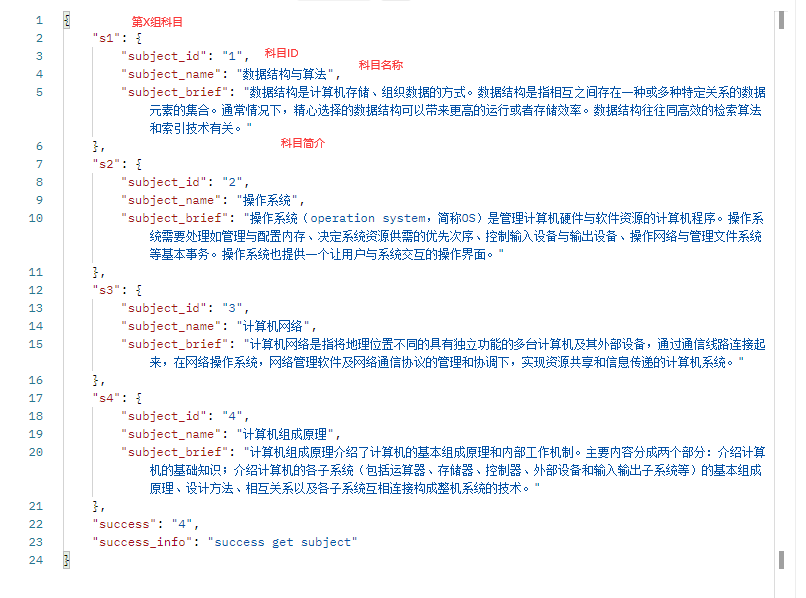 1 {
第X组科目
2 "s1": {
3 "subject_id": "1",
科目ID
4 "subject_name": "数据结构与算法",
科目名称
5 "subject_brief": "数据结构是计算机存储、组织数据的方式。数据结构是指相互之间存在一种或多种特定关系的数据
元素的集合。通常情况下，精心选择的数据结构可以带来更高的运行或者存储效率。数据结构往往同高效的检索算法
和索引技术有关。"
6 },
科目简介
7 "s2": {
8 "subject_id": "2",
9 "subject_name": "操作系统",
10 "subject_brief": "操作系统（operation system，简称OS）是管理计算机硬件与软件资源的计算机程序。操作系
统需要处理如管理与配置内存、决定系统资源供需的优先次序、控制输入设备与输出设备、操作网络与管理文件系统
等基本事务。操作系统也提供一个让用户与系统交互的操作界面。"
11 },
12 "s3": {
13 "subject_id": "3",
14 "subject_name": "计算机网络",
15 "subject_brief": "计算机网络是指将地理位置不同的具有独立功能的多台计算机及其外部设备，通过通信线路连接起
来，在网络操作系统，网络管理软件及网络通信协议的管理和协调下，实现资源共享和信息传递的计算机系统。"
16 },
17 "s4": {
18 "subject_id": "4",
19 "subject_name": "计算机组成原理",
20 "subject_brief": "计算机组成原理介绍了计算机的基本组成原理和内部工作机制。主要内容分成两个部分：介绍计算
机的基础知识；介绍计算机的各子系统（包括运算器、存储器、控制器、外部设备和输入输出子系统等）的基本组成
原理、设计方法、相互关系以及各子系统互相连接构成整机系统的技术。"
21 },
22 "success": "4",
23 "success_info": "success get subject"
24 }